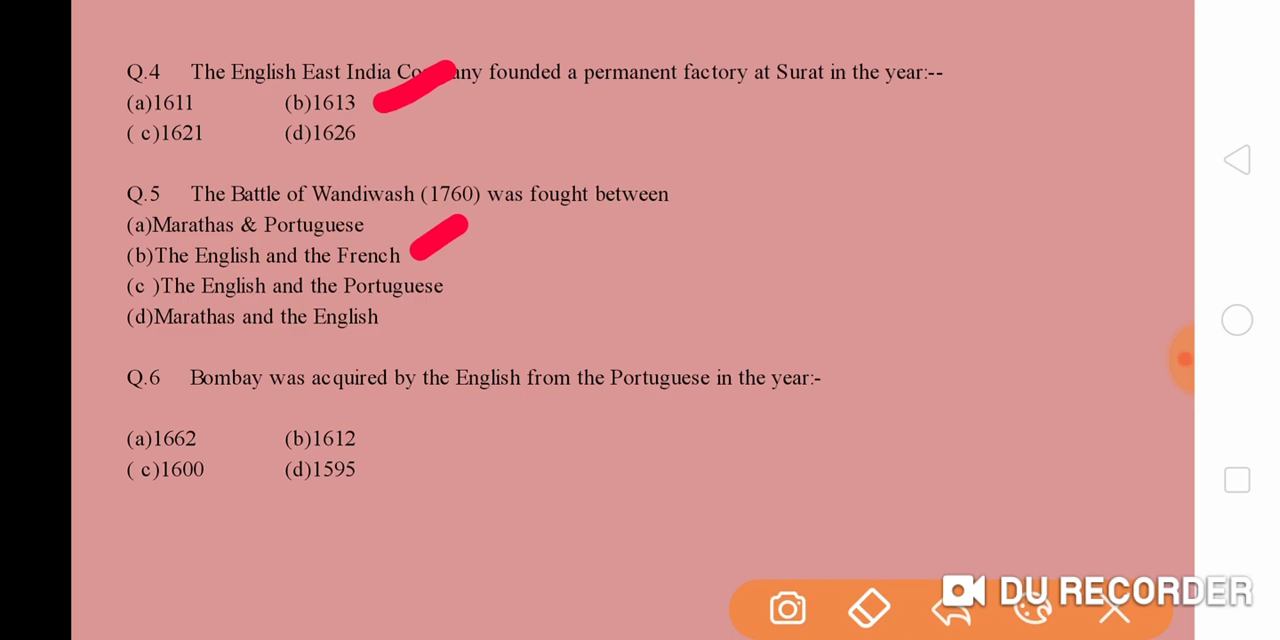 Q.4 The English East India Company founded a permanent factory at Surat in the year:--
(a)1611 (b)1613
( c)1621 (d)1626
Q.5 The Battle of Wandiwash (1760) was fought between
(a)Marathas & Portuguese
(b)The English and the French
(c )The English and the Portuguese
(d)Marathas and the English
Q.6 Bombay was acquired by the English from the Portuguese in the year:-
(a)1662 (b)1612
( c)1600 (d)1595
DU RECORDER